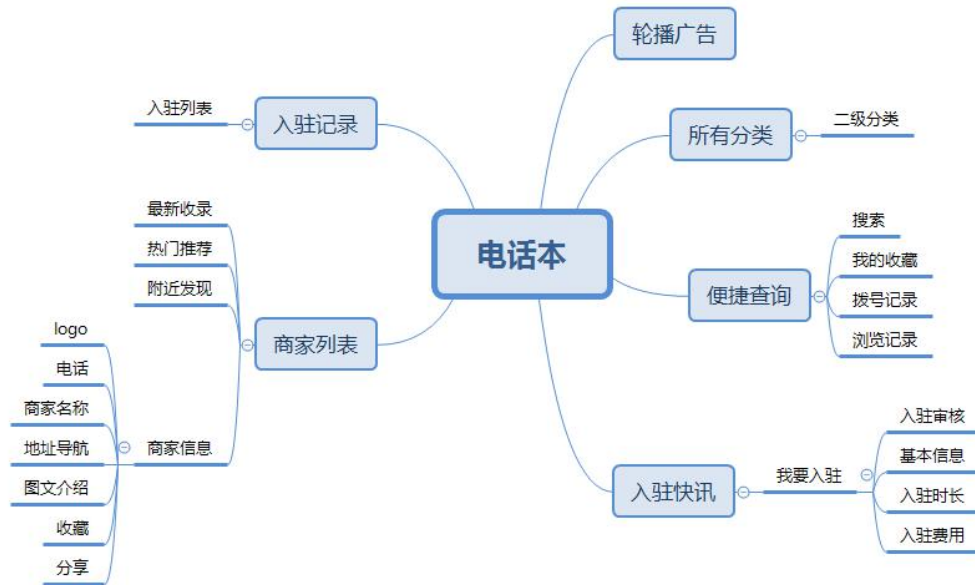 电话本
轮播广告
所有分类
二级分类
便捷查询
搜索
我的收藏
拨号记录
浏览记录
入驻快讯
我要入驻
入驻审核
基本信息
入驻时长
入驻费用
入驻记录
入驻列表
商家列表
最新收录
热门推荐
附近发现
商家信息
logo
电话
商家名称
地址导航
图文介绍
收藏
分享